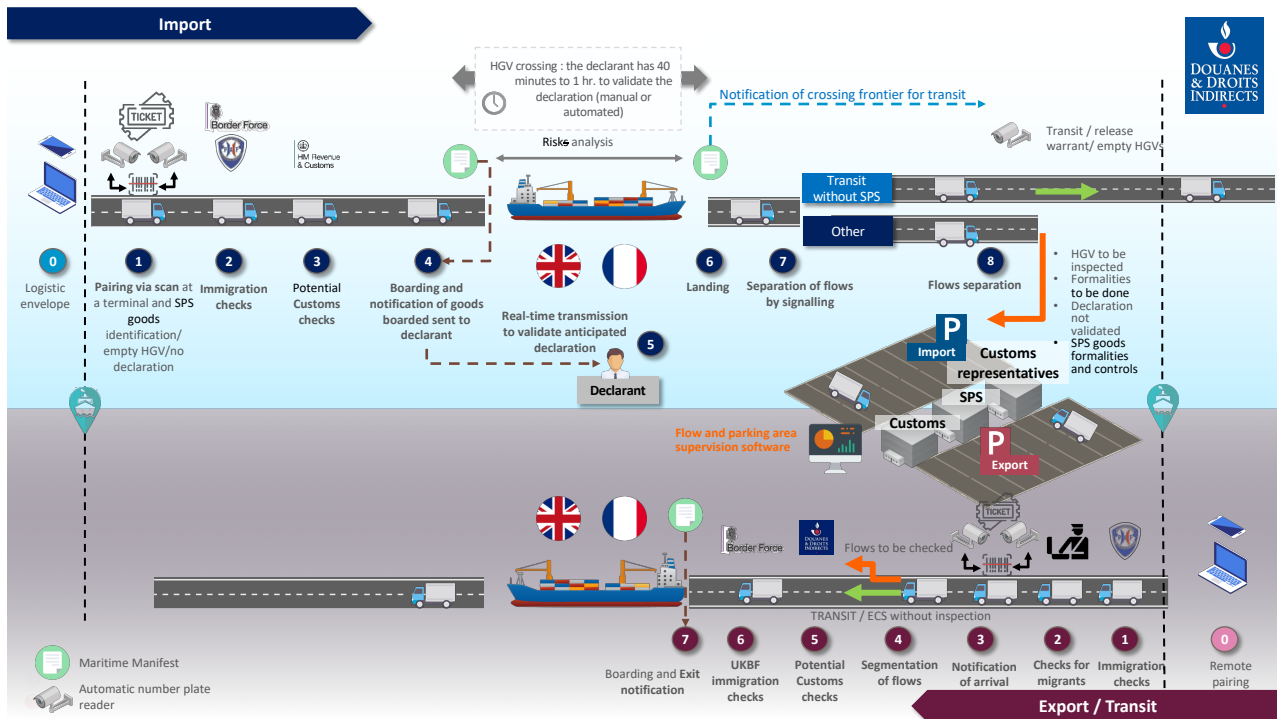 Import
HGV crossing : the declarant has 40
minutes to 1 hr. to validate the
declaration (manual or
automated)
Risks analysis
Notification of crossing frontier for transit
DOUANES
& DROITS
INDIRECTS
Transit / release
warrant/ empty HGVs
TICKET
Border Force
HM Revenue
& Customs
Transit
without SPS
Other
0
Logistic
envelope
1
Pairing via scan at
a terminal and SPS
goods
identification/
empty HGV/no
declaration
2
Immigration
checks
3
Potential
Customs
checks
4
Boarding and
notification of goods
boarded sent to
declarant
Real-time transmission
to validate anticipated
declaration
5
Declarant
6
Landing
7
Separation of flows
by signalling
8
Flows separation
• HGV to be
inspected
• Formalities
to be done
• Declaration
not
validated
• SPS goods
formalities
and controls
P
Import
Customs
representatives
SPS
Customs
P
Export
Flow and parking area
supervision software
TICKET
Border Force
DOUANES
& DROITS
INDIRECTS
Flows to be checked
TRANSIT / ECS without inspection
7
Boarding and Exit
notification
6
UKBF
immigration
checks
5
Potential
Customs
checks
4
Segmentation
of flows
3
Notification
of arrival
2
Checks for
migrants
1
Immigration
checks
0
Remote
pairing
Maritime Manifest
Automatic number plate
reader
Export / Transit